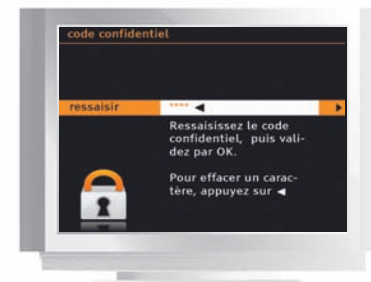 code confidentiel
ressaisir **** ◄ ►
Ressaisissez le code
confidentiel, puis vali-
dez par OK.
Pour effacer un carac-
tère, appuyez sur ◄